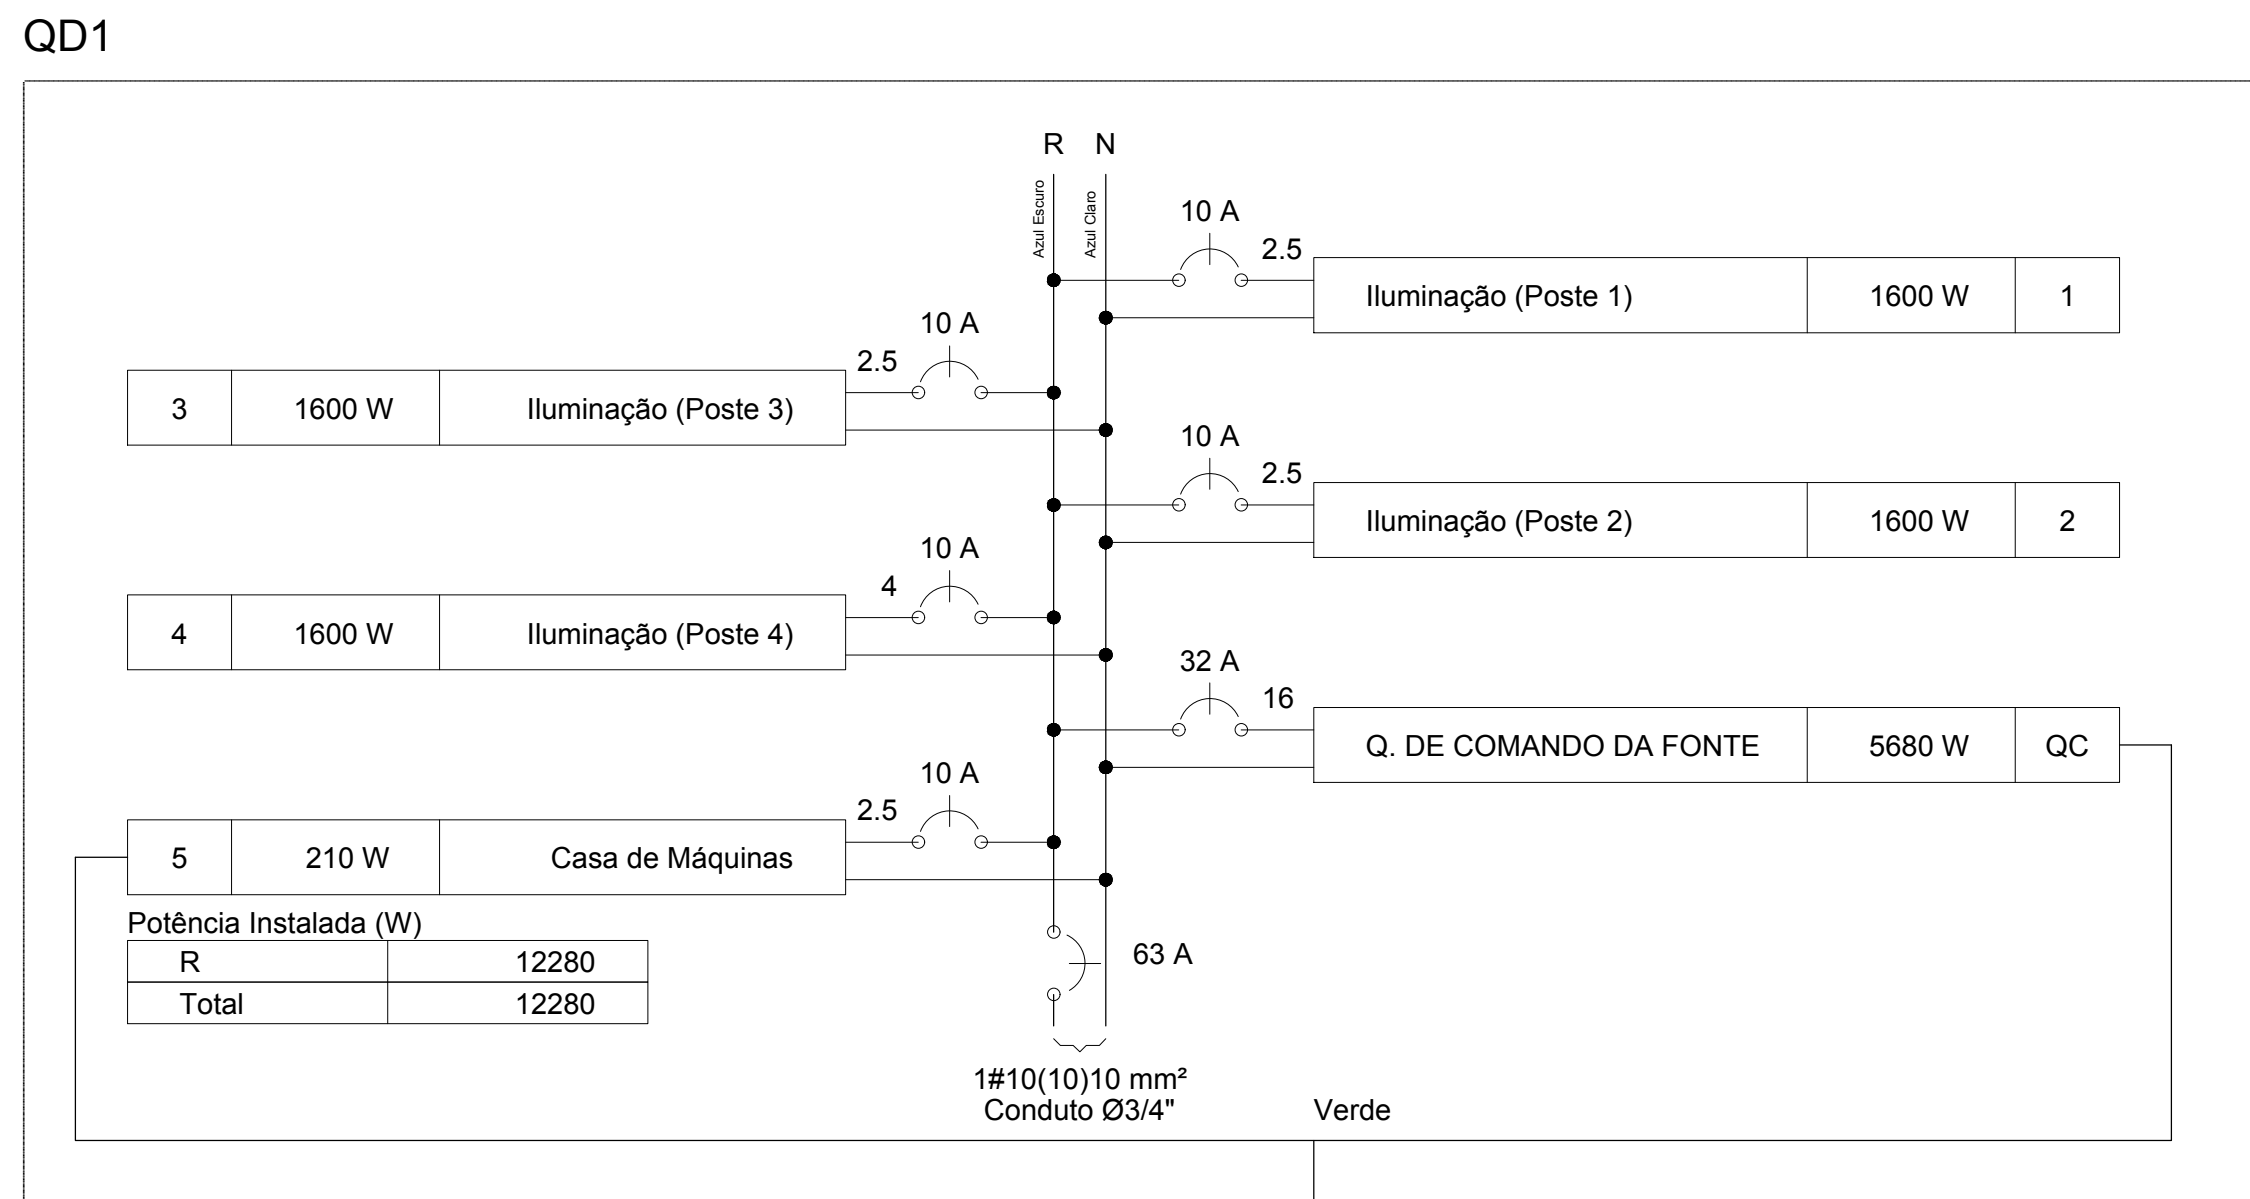 QD1
R N
Azul Escuro
Azul Claro
10 A
2.5
Iluminação (Poste 1) 1600 W 1
10 A
2.5
3 1600 W Iluminação (Poste 3)
10 A
2.5
Iluminação (Poste 2) 1600 W 2
10 A
4
4 1600 W Iluminação (Poste 4)
32 A
16
Q. DE COMANDO DA FONTE 5680 W QC
10 A
2.5
5 210 W Casa de Máquinas
Potência Instalada (W)
R 12280
Total 12280
63 A
1#10(10)10 mm²
Conduto Ø3/4"
Verde